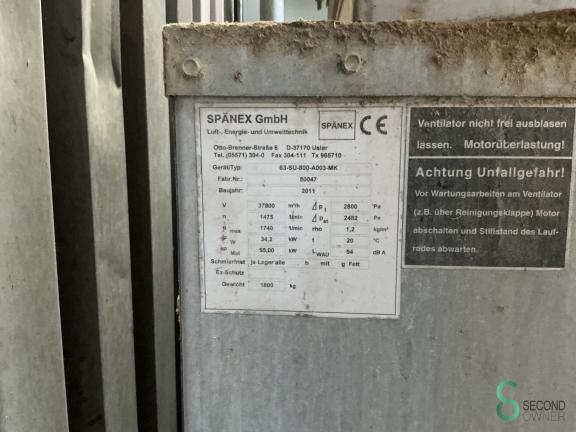 SPÄNEX GmbH
Luft-, Energie- und Umwelttechnik
SPÄNEX CE
Otto-Brenner-Straße 6 D-37170 Uslar
Tel. (05571) 304-0 Fax 304-111 Tx 965710
Gerät/Typ: 63-SU-800-A003-MK
Fabr.Nr.: 80047
Baujahr: 2011
V 37800 m³/h Δ Pt 2800 Pa
n 1475 1/min Δ Pst 2482 Pa
n max 1740 1/min rho 1,2 kg/m³
P W 34,2 kW t 20 °C
P Mot 55,00 kW L WAU 94 dB A
Schmierfrist je Lager alle h mit g Fett
Ex-Schutz
Gewicht 1800 kg
Ventilator nicht frei ausblasen
lassen. Motorüberlastung!
Achtung Unfallgefahr!
Vor Wartungsarbeiten am Ventilator
(z.B. über Reinigungsklappe) Motor
abschalten und Stillstand des Lauf-
rades abwarten.
SECOND
OWNER